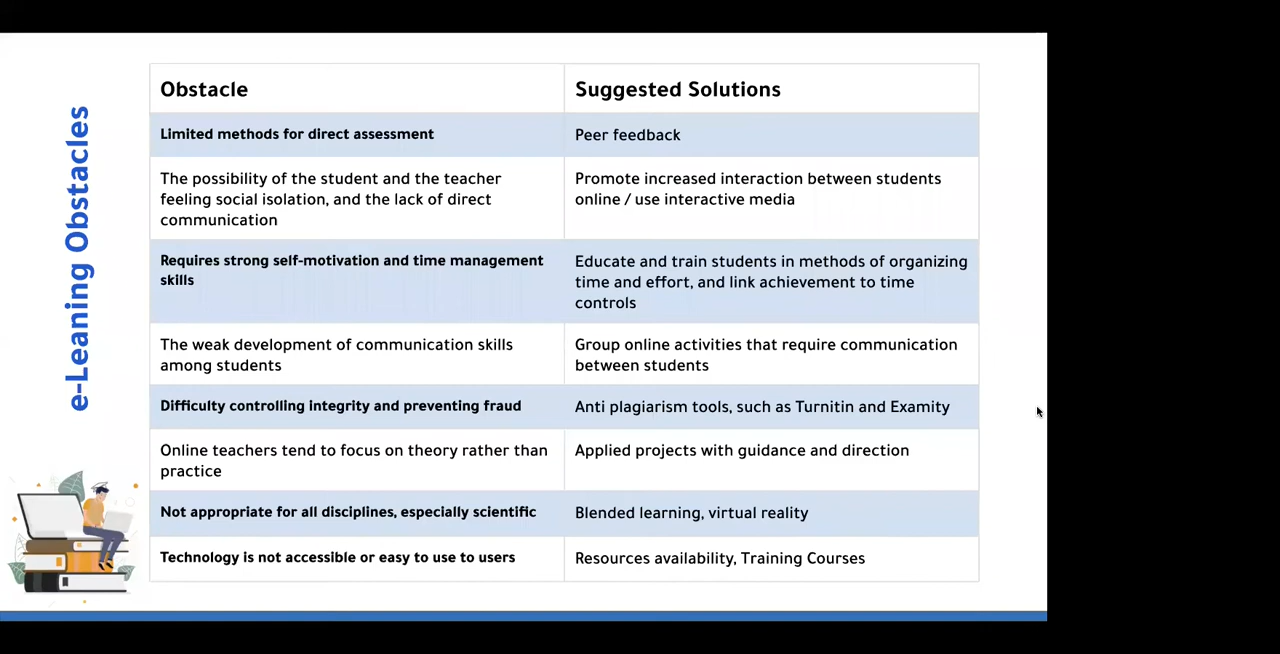 e-Leaning Obstacles
Obstacle
Suggested Solutions
Limited methods for direct assessment
Peer feedback
The possibility of the student and the teacher
feeling social isolation, and the lack of direct
communication
Promote increased interaction between students
online / use interactive media
Requires strong self-motivation and time management
skills
Educate and train students in methods of organizing
time and effort, and link achievement to time
controls
The weak development of communication skills
among students
Group online activities that require communication
between students
Difficulty controlling integrity and preventing fraud
Anti plagiarism tools, such as Turnitin and Examity
Online teachers tend to focus on theory rather than
practice
Applied projects with guidance and direction
Not appropriate for all disciplines, especially scientific
Blended learning, virtual reality
Technology is not accessible or easy to use to users
Resources availability, Training Courses